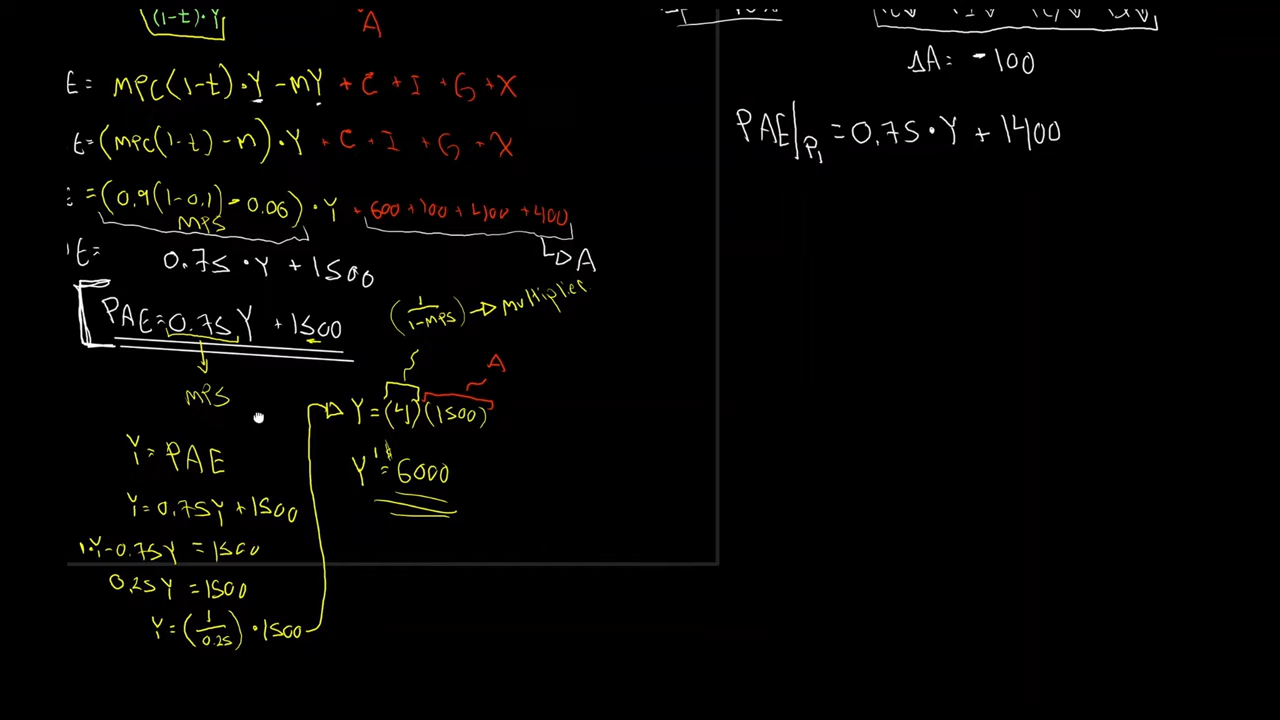 (1-t)·Y
A
E = MPC(1-t)·Y - mY + C + I + G + X
t = (MPC(1-t) - m)·Y + C + I + G + X
E = (0.9(1-0.1) - 0.06)·Y + 600 + 100 + 400 + 400
MPS
A
t = 0.75·Y + 1500
PAE = 0.75Y + 1500
MPS
(1/(1-MPS)) → multiplier
A
Y = (4)(1500)
Y = 6000
Y = PAE
Y = 0.75Y + 1500
1·Y - 0.75Y = 1500
0.25Y = 1500
Y = (1/0.25)·1500
ΔA: -100
PAE|P₁ = 0.75·Y + 1400